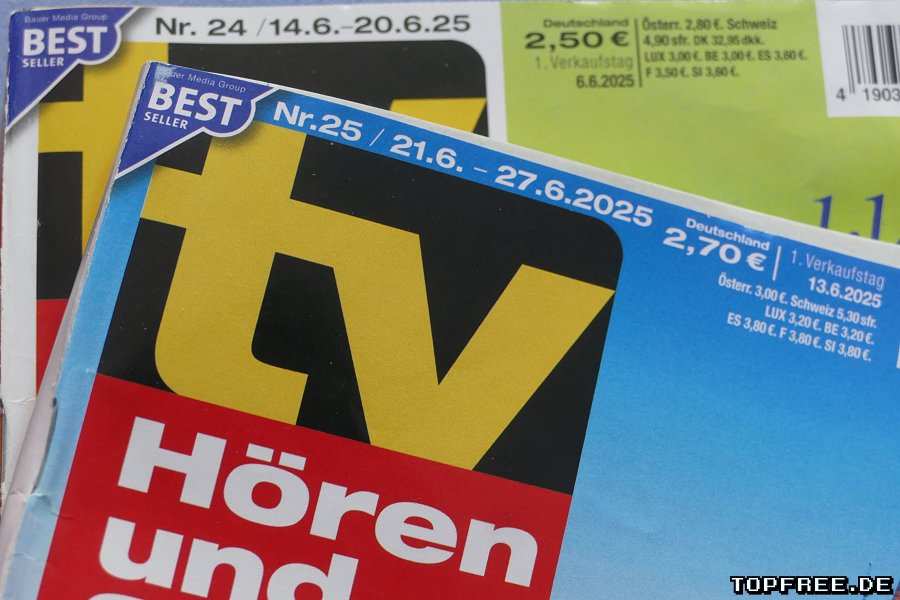 Bauer Media Group
BEST
SELLER
Nr. 24 / 14.6.–20.6.25
tv
Deutschland
2,50 €
1. Verkaufstag
6.6.2025
Österr. 2,80 €. Schweiz
4,90 sfr. DK 32,95 dkk.
LUX 3,00 €. BE 3,00 €. ES 3,60 €.
F 3,50 €. SI 3,60 €.
4 1903
Bauer Media Group
BEST
SELLER
Nr.25 / 21.6. – 27.6.2025
Deutschland
2,70 €
1. Verkaufstag
13.6.2025
Österr. 3,00 €. Schweiz 5,30 sfr.
LUX 3,20 €. BE 3,20 €.
ES 3,80 €. F 3,80 €. SI 3,80 €.
tv
Hören
und
TOPFREE.DE